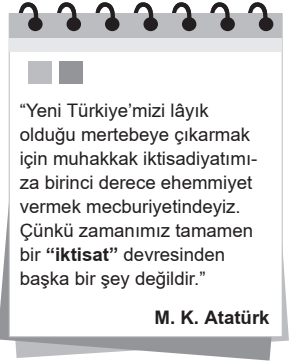 “Yeni Türkiye’mizi lâyık
olduğu mertebeye çıkarmak
için muhakkak iktisadiyatımı-
za birinci derece ehemmiyet
vermek mecburiyetindeyiz.
Çünkü zamanımız tamamen
bir “iktisat” devresinden
başka bir şey değildir.”
M. K. Atatürk